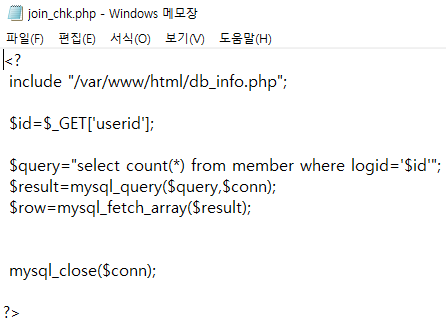 join_chk.php - Windows 메모장
파일(F) 편집(E) 서식(O) 보기(V) 도움말(H)
<?
include "/var/www/html/db_info.php";
$id=$_GET['userid'];
$query="select count(*) from member where logid='$id'";
$result=mysql_query($query,$conn);
$row=mysql_fetch_array($result);
mysql_close($conn);
?>